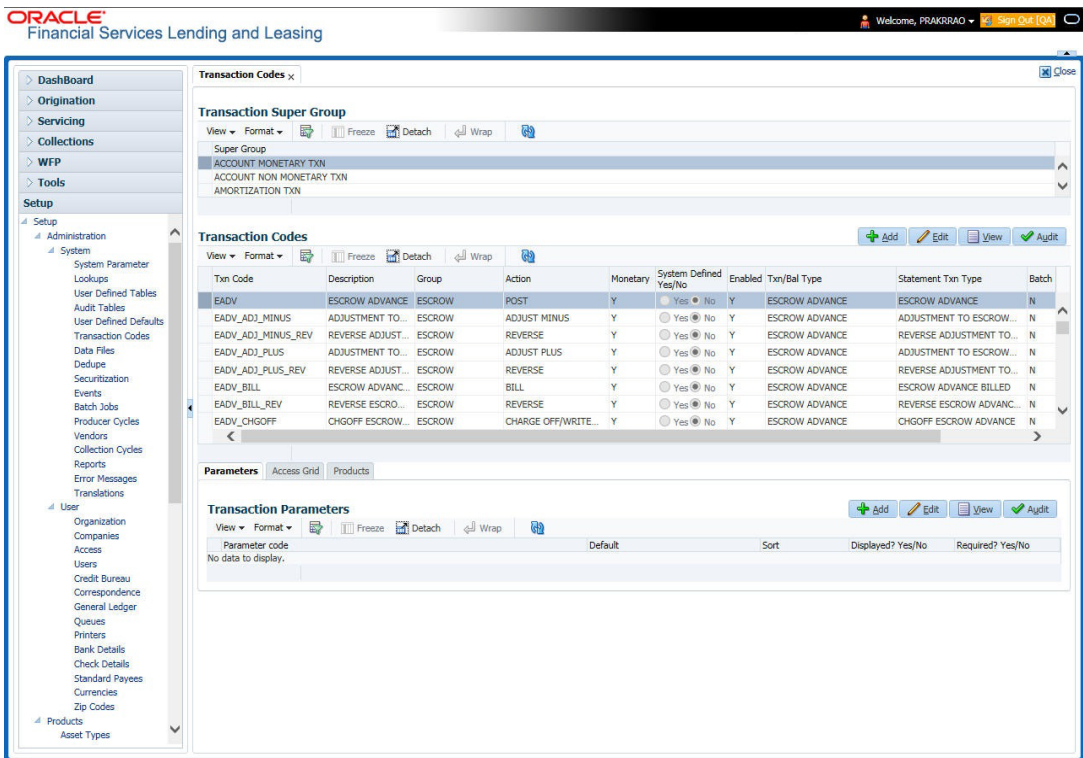 ORACLE®
Financial Services Lending and Leasing
Welcome, PRAKRRAO
Sign Out [QA]
DashBoard
Origination
Servicing
Collections
WFP
Tools
Setup
Setup
Administration
System
System Parameter
Lookups
User Defined Tables
Audit Tables
User Defined Defaults
Transaction Codes
Data Files
Dedupe
Securitization
Events
Batch Jobs
Producer Cycles
Vendors
Collection Cycles
Reports
Error Messages
Translations
User
Organization
Companies
Access
Users
Credit Bureau
Correspondence
General Ledger
Queues
Printers
Bank Details
Check Details
Standard Payees
Currencies
Zip Codes
Products
Asset Types
Transaction Codes x
Close
Transaction Super Group
View Format Freeze Detach Wrap
Super Group
ACCOUNT MONETARY TXN
ACCOUNT NON MONETARY TXN
AMORTIZATION TXN
Transaction Codes
Add Edit View Audit
View Format Freeze Detach Wrap
Txn Code Description Group Action Monetary System Defined Yes/No Enabled Txn/Bal Type Statement Txn Type Batch
EADV ESCROW ADVANCE ESCROW POST Y Yes No Y ESCROW ADVANCE ESCROW ADVANCE N
EADV_ADJ_MINUS ADJUSTMENT TO... ESCROW ADJUST MINUS Y Yes No Y ESCROW ADVANCE ADJUSTMENT TO ESCROW... N
EADV_ADJ_MINUS_REV REVERSE ADJUST... ESCROW REVERSE Y Yes No Y ESCROW ADVANCE REVERSE ADJUSTMENT TO... N
EADV_ADJ_PLUS ADJUSTMENT TO... ESCROW ADJUST PLUS Y Yes No Y ESCROW ADVANCE ADJUSTMENT TO ESCROW... N
EADV_ADJ_PLUS_REV REVERSE ADJUST... ESCROW REVERSE Y Yes No Y ESCROW ADVANCE REVERSE ADJUSTMENT TO... N
EADV_BILL ESCROW ADVANC... ESCROW BILL Y Yes No Y ESCROW ADVANCE ESCROW ADVANCE BILLED N
EADV_BILL_REV REVERSE ESCRO... ESCROW REVERSE Y Yes No Y ESCROW ADVANCE REVERSE ESCROW ADVANC... N
EADV_CHGOFF CHGOFF ESCROW... ESCROW CHARGE OFF/WRITE... Y Yes No Y ESCROW ADVANCE CHGOFF ESCROW ADVANCE N
Parameters Access Grid Products
Transaction Parameters
Add Edit View Audit
View Format Freeze Detach Wrap
Parameter code Default Sort Displayed? Yes/No Required? Yes/No
No data to display.